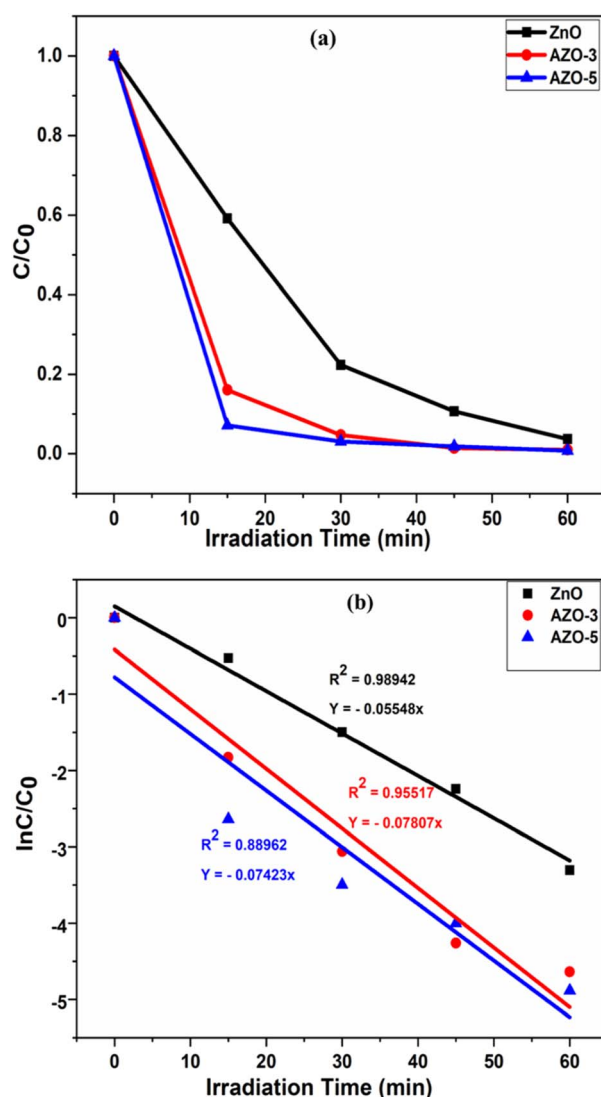 (a)
ZnO
AZO-3
AZO-5
1.0
0.8
0.6
0.4
0.2
0.0
C/C0
0 10 20 30 40 50 60
Irradiation Time (min)
(b)
ZnO
AZO-3
AZO-5
0
-1
-2
-3
-4
-5
lnC/C0
R2 = 0.98942
Y = - 0.05548x
R2 = 0.95517
Y = - 0.07807x
R2 = 0.88962
Y = - 0.07423x
0 10 20 30 40 50 60
Irradiation Time (min)